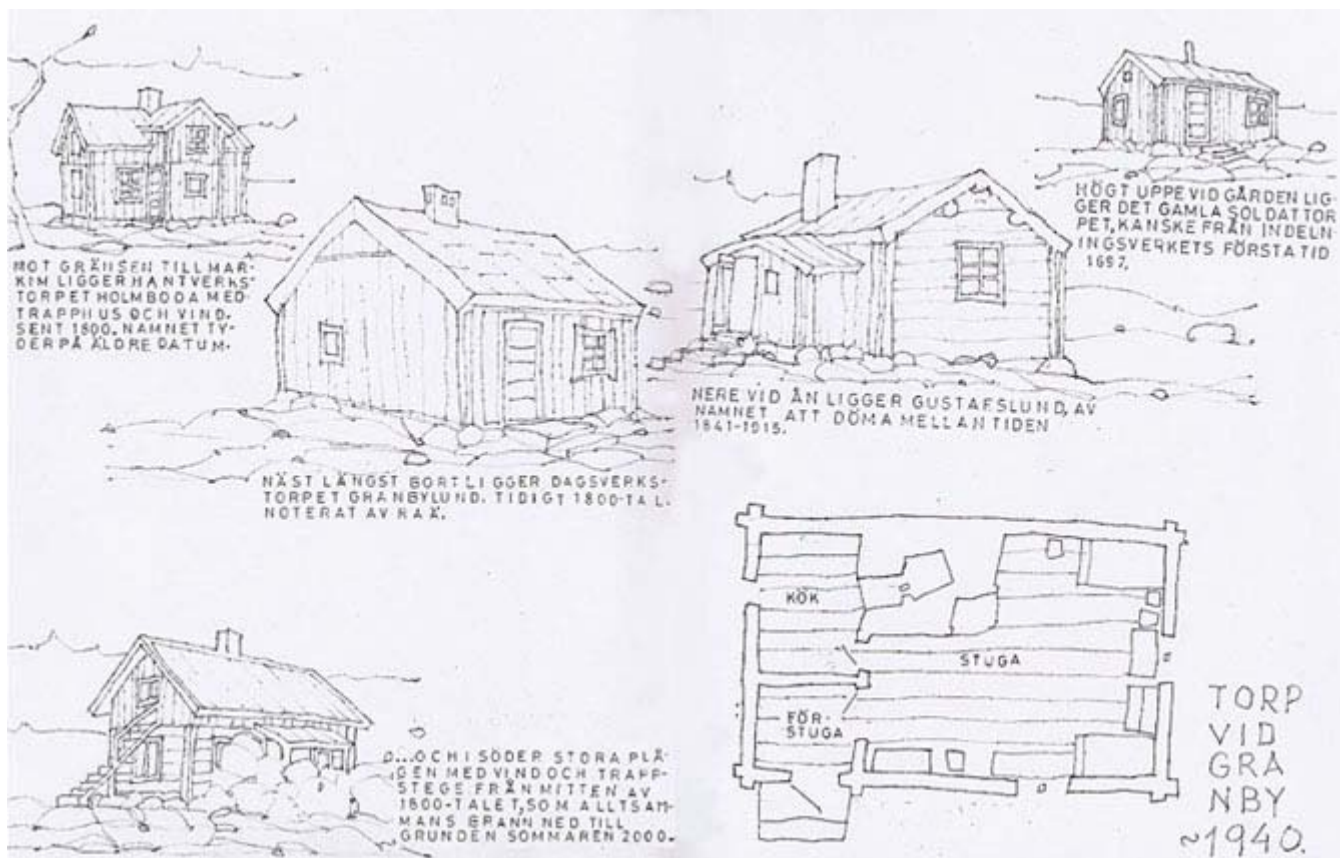 MOT GRÄNSEN TILL MAR-
KIM LIGGER HANTVERKS-
TORPET HOLMBODA MED
TRAPPHUS OCH VIND.
SENT 1800. NAMNET TY-
DER PÅ ÄLDRE DATUM.
NÄST LÄNGST BORT LIGGER DAGSVERKS-
TORPET GRANBYLUND. TIDIGT 1800-TAL.
NOTERAT AV RAÄ.
HÖGT UPPE VID GÅRDEN LIG-
GER DET GAMLA SOLDATTOR
PET, KANSKE FRÅN INDELN-
INGSVERKETS FÖRSTA TID
1687.
NERE VID ÅN LIGGER GUSTAFSLUND, AV
NAMNET ATT DÖMA MELLAN TIDEN
1841-1915.
...OCH I SÖDER STORA PLÄ-
GEN MED VIND OCH TRAPP-
STEGE FRÅN MITTEN AV
1800-TALET, SOM ALLTSAM-
MANS BRANN NED TILL
GRUNDEN SOMMAREN 2000.
KÖK
STUGA
FÖR-
STUGA
TORP
VID
GRA
NBY
~1940.